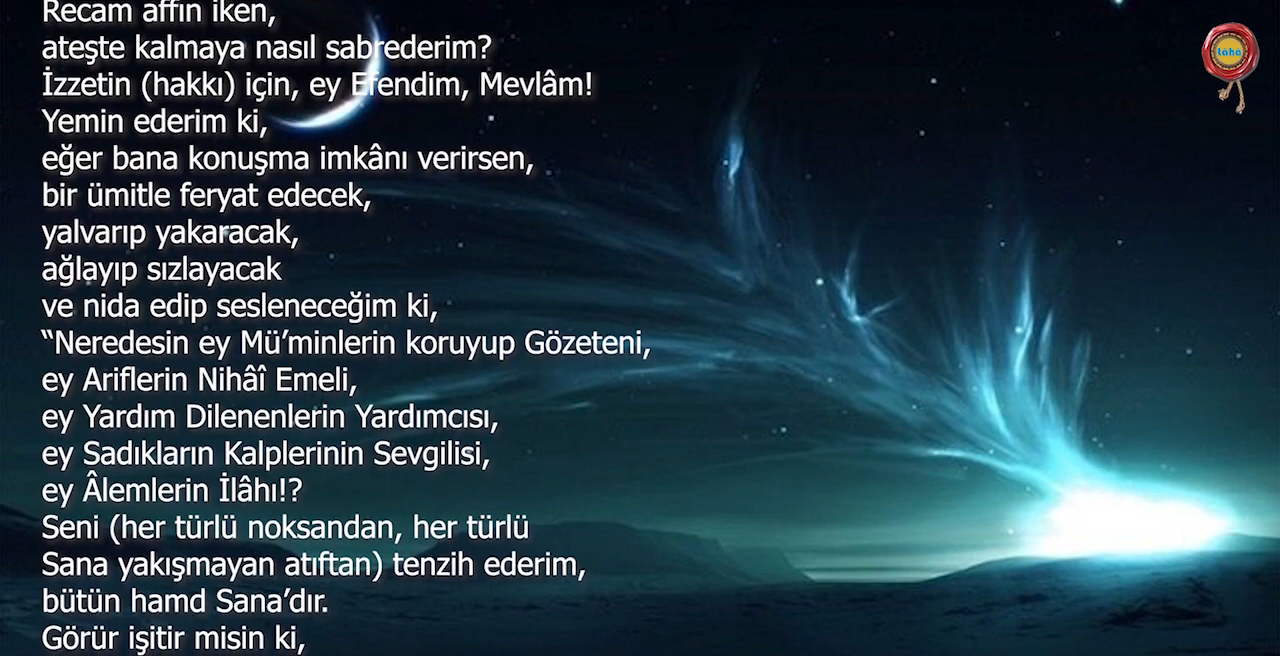 Recam affın iken,
ateşte kalmaya nasıl sabrederim?
İzzetin (hakkı) için, ey Efendim, Mevlâm!
Yemin ederim ki,
eğer bana konuşma imkânı verirsen,
bir ümitle feryat edecek,
yalvarıp yakaracak,
ağlayıp sızlayacak
ve nida edip sesleneceğim ki,
“Neredesin ey Mü’minlerin koruyup Gözeteni,
ey Ariflerin Nihâî Emeli,
ey Yardım Dilenenlerin Yardımcısı,
ey Sadıkların Kalplerinin Sevgilisi,
ey Âlemlerin İlâhı!?
Seni (her türlü noksandan, her türlü
Sana yakışmayan atıftan) tenzih ederim,
bütün hamd Sana’dır.
Görür işitir misin ki,
taha